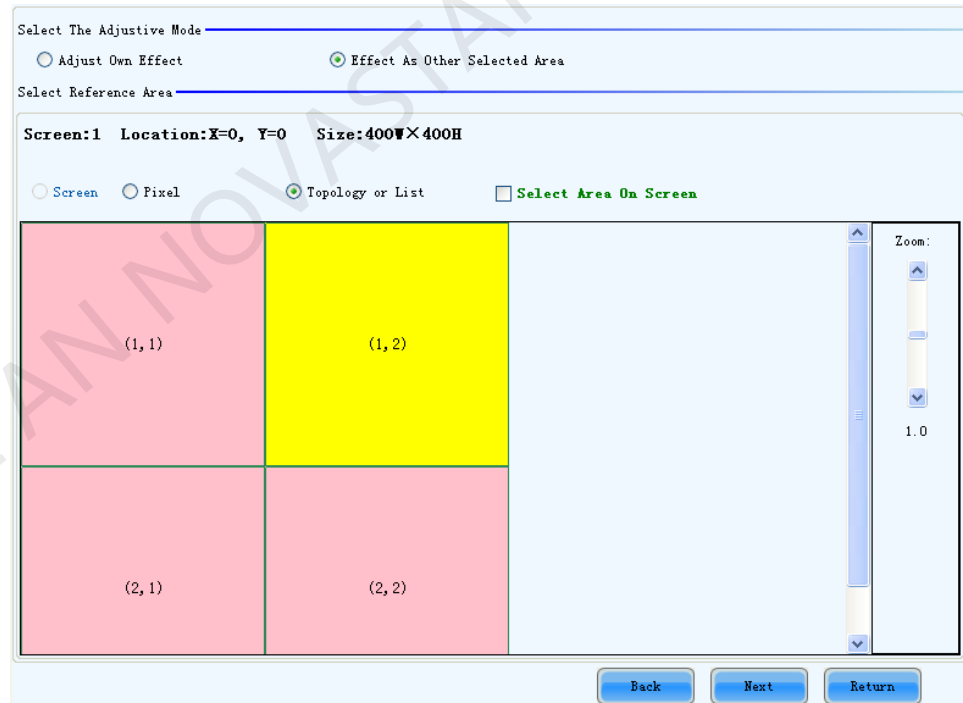 Select The Adjustive Mode
Adjust Own Effect Effect As Other Selected Area
Select Reference Area
Screen:1 Location:X=0, Y=0 Size:400W×400H
Screen Pixel Topology or List Select Area On Screen
Zoom:
(1,1) (1,2)
1.0
(2,1) (2,2)
Back Next Return
AN NOVASTA